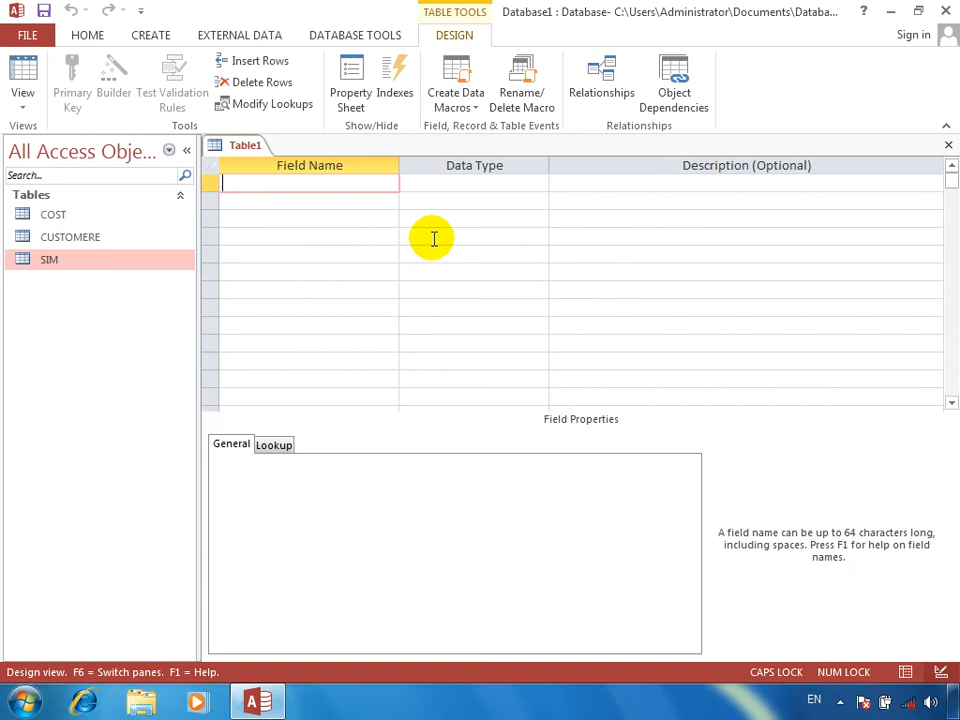 TABLE TOOLS
Database1 : Database- C:\Users\Administrator\Documents\Databa...
FILE HOME CREATE EXTERNAL DATA DATABASE TOOLS DESIGN Sign in
View
Primary Key
Builder
Test Validation Rules
Insert Rows
Delete Rows
Modify Lookups
Property Sheet
Indexes
Create Data Macros
Rename/ Delete Macro
Relationships
Object Dependencies
Views Tools Show/Hide Field, Record & Table Events Relationships
All Access Obje...
Search...
Tables
COST
CUSTOMERE
SIM
Table1
Field Name Data Type Description (Optional)
Field Properties
General Lookup
A field name can be up to 64 characters long,
including spaces. Press F1 for help on field
names.
Design view. F6 = Switch panes. F1 = Help. CAPS LOCK NUM LOCK
EN